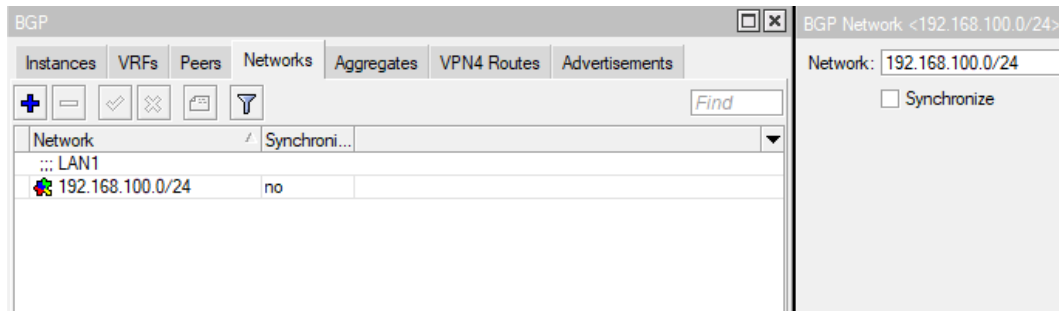 BGP
Instances VRFs Peers Networks Aggregates VPN4 Routes Advertisements
Find
Network Synchroni...
;;; LAN1
192.168.100.0/24 no
BGP Network <192.168.100.0/24>
Network: 192.168.100.0/24
Synchronize